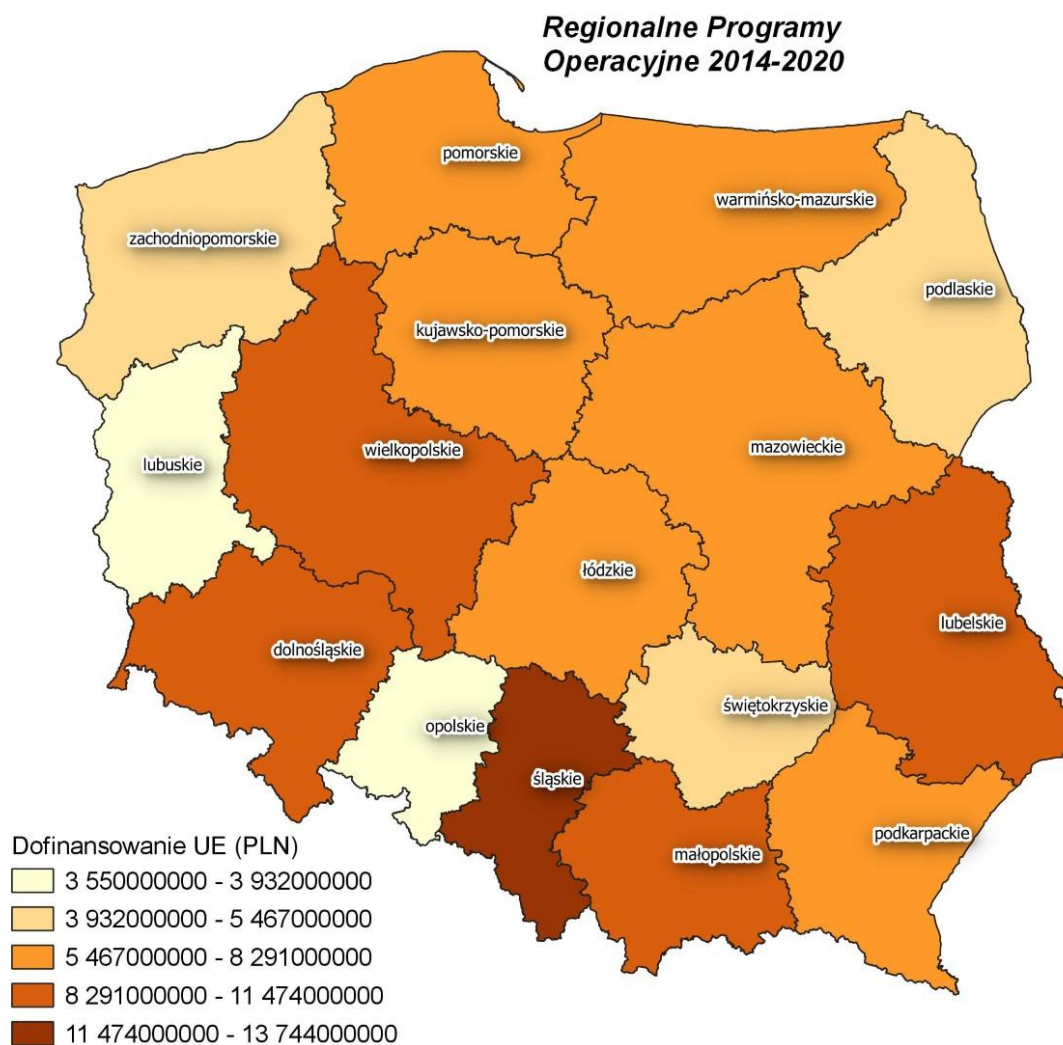 Regionalne Programy
Operacyjne 2014-2020
pomorskie
warmińsko-mazurskie
zachodniopomorskie
podlaskie
kujawsko-pomorskie
wielkopolskie
mazowieckie
lubuskie
łódzkie
lubelskie
dolnośląskie
świętokrzyskie
opolskie
śląskie
podkarpackie
małopolskie
Dofinansowanie UE (PLN)
3 550000000 - 3 932000000
3 932000000 - 5 467000000
5 467000000 - 8 291000000
8 291000000 - 11 474000000
11 474000000 - 13 744000000